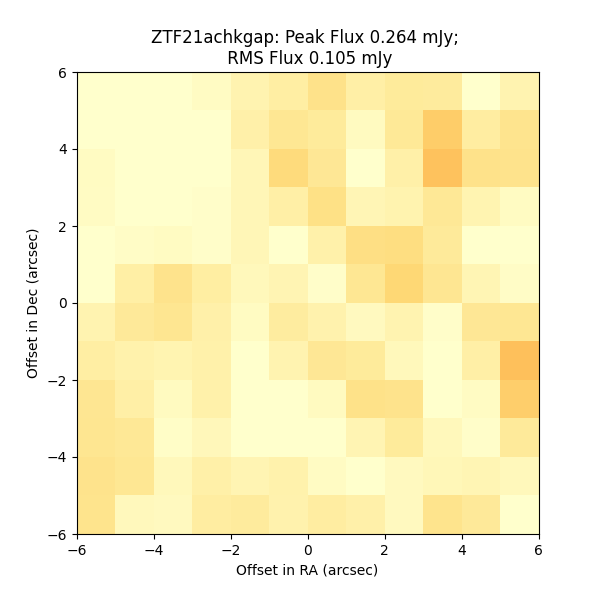 ZTF21achkgap: Peak Flux 0.264 mJy;
RMS Flux 0.105 mJy
6
4
2
0
−2
−4
−6
Offset in Dec (arcsec)
−6 −4 −2 0 2 4 6
Offset in RA (arcsec)